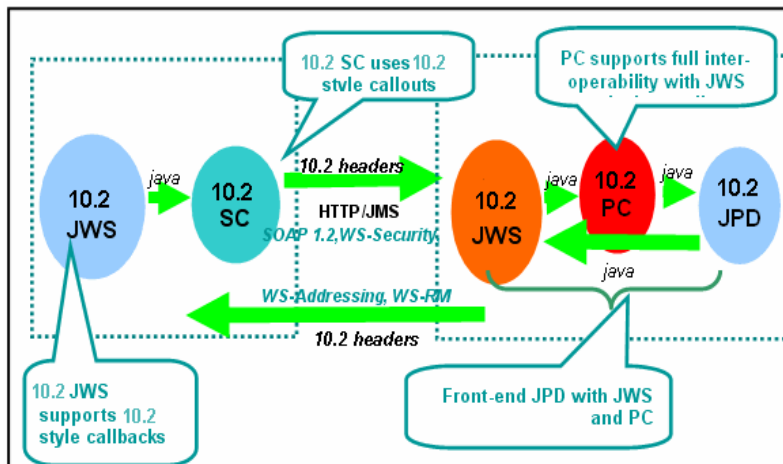 10.2 SC uses 10.2
style callouts
PC supports full inter-
operability with JWS
java
10.2
JWS
10.2
SC
10.2 headers
HTTP/JMS
SOAP 1.2,WS-Security,
WS-Addressing, WS-RM
10.2 headers
10.2
JWS
java
10.2
PC
java
10.2
JPD
java
10.2 JWS
supports 10.2
style callbacks
Front-end JPD with JWS
and PC